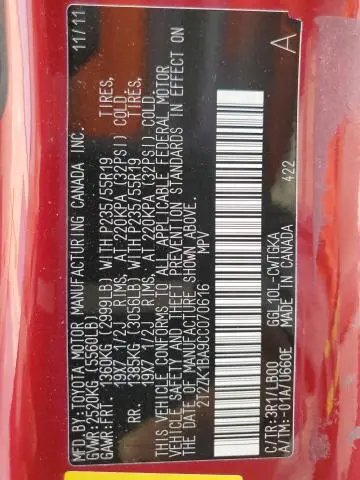 MFD.BY:TOYOTA MOTOR MANUFACTURING CANADA INC. 11/11
GVWR:2520KG (5560LB)
GAWR:FRT. 1360KG (2999LB) WITH P235/55R19 TIRES,
19X7 1/2J RIMS, AT 220KPA (32PSI) COLD.
RR. 1385KG (3056LB) WITH P235/55R19 TIRES,
19X7 1/2J RIMS, AT 220KPA (32PSI) COLD.
THIS VEHICLE CONFORMS TO ALL APPLICABLE FEDERAL MOTOR
VEHICLE SAFETY AND THEFT PREVENTION STANDARDS IN EFFECT
ON THE DATE OF MANUFACTURE SHOWN ABOVE.
2T2ZK1BA9CC070616 MPV
A
422
C/TR:3R1/LB00 GGL10L-CWTGKA
A/TM:-01A/U660E MADE IN CANADA